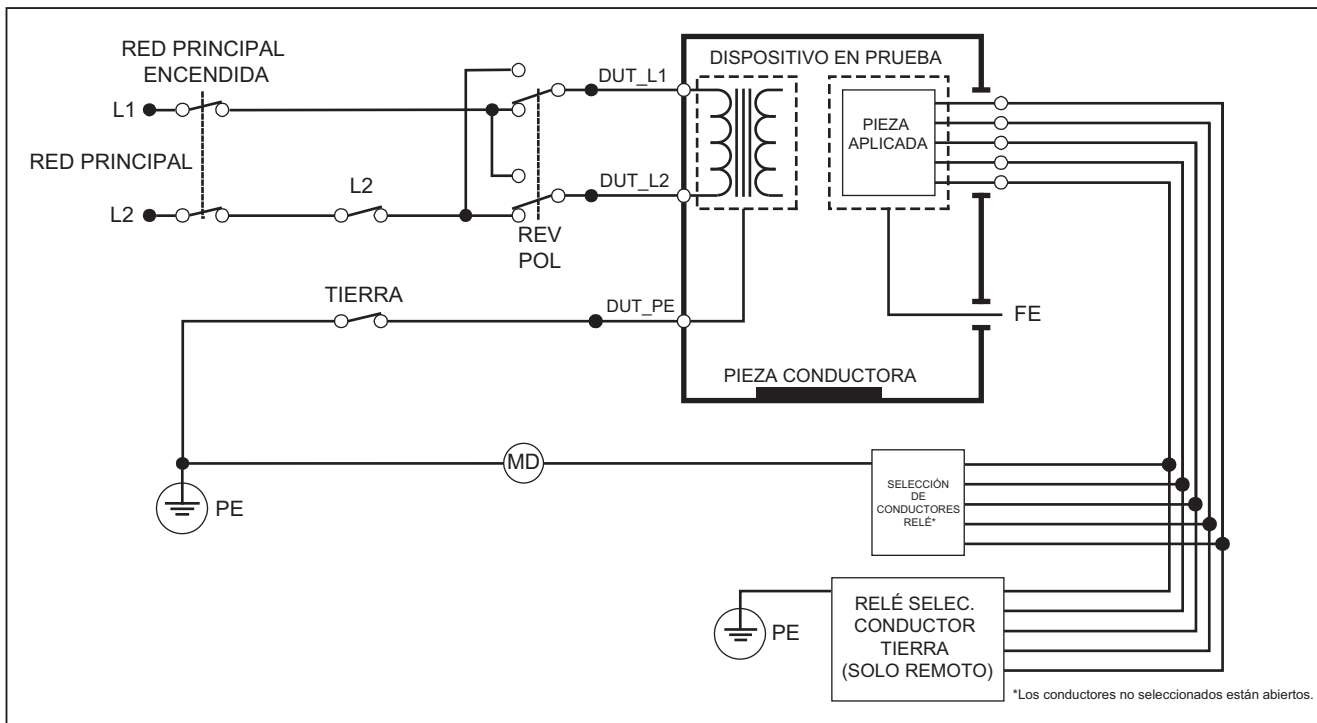 RED PRINCIPAL
ENCENDIDA
L1
RED PRINCIPAL
L2
L2
REV
POL
DUT_L1
DUT_L2
DISPOSITIVO EN PRUEBA
PIEZA
APLICADA
TIERRA
DUT_PE
FE
PIEZA CONDUCTORA
MD
PE
SELECCIÓN
DE
CONDUCTORES
RELÉ*
PE
RELÉ SELEC.
CONDUCTOR
TIERRA
(SOLO REMOTO)
*Los conductores no seleccionados están abiertos.